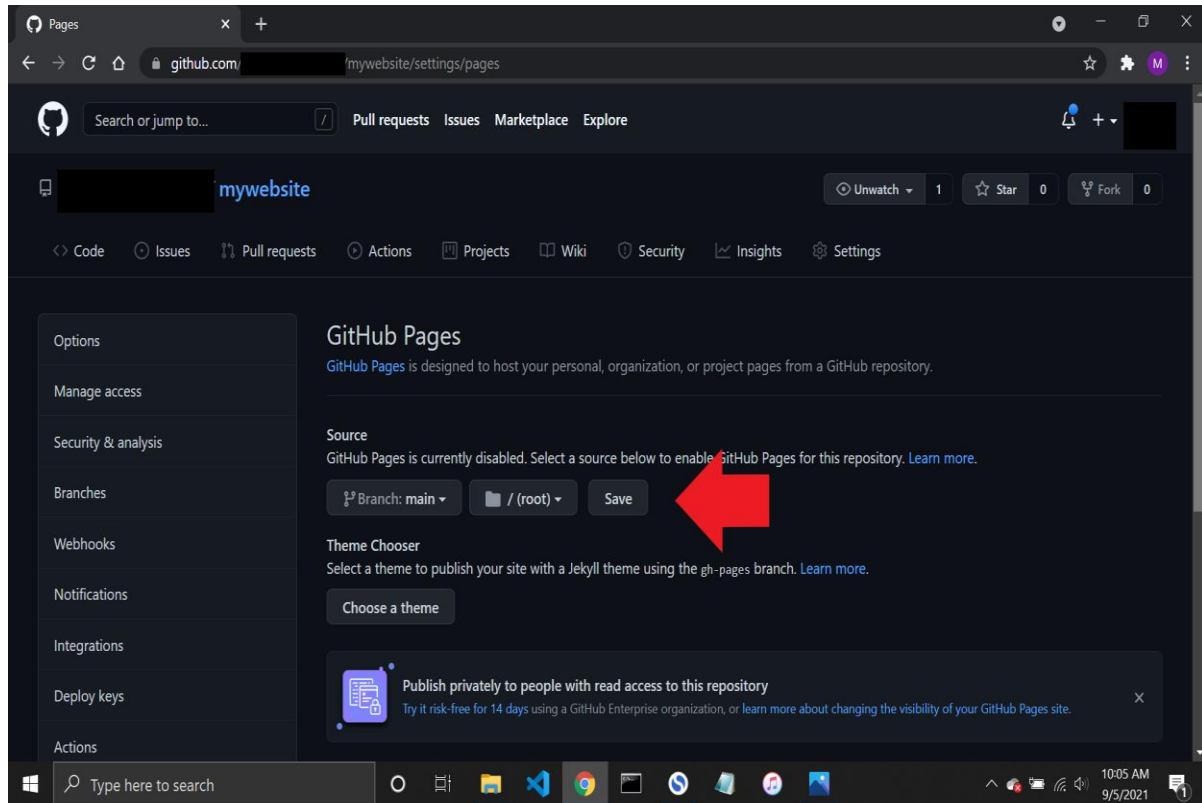 Pages
github.com/
/mywebsite/settings/pages
M
Search or jump to...
/
Pull requests Issues Marketplace Explore
mywebsite
Unwatch 1 Star 0 Fork 0
Code Issues Pull requests Actions Projects Wiki Security Insights Settings
Options
Manage access
Security & analysis
Branches
Webhooks
Notifications
Integrations
Deploy keys
Actions
GitHub Pages
GitHub Pages is designed to host your personal, organization, or project pages from a GitHub repository.
Source
GitHub Pages is currently disabled. Select a source below to enable GitHub Pages for this repository. Learn more.
Branch: main / (root) Save
Theme Chooser
Select a theme to publish your site with a Jekyll theme using the gh-pages branch. Learn more.
Choose a theme
Publish privately to people with read access to this repository
Try it risk-free for 14 days using a GitHub Enterprise organization, or learn more about changing the visibility of your GitHub Pages site.
Type here to search
10:05 AM
9/5/2021
1